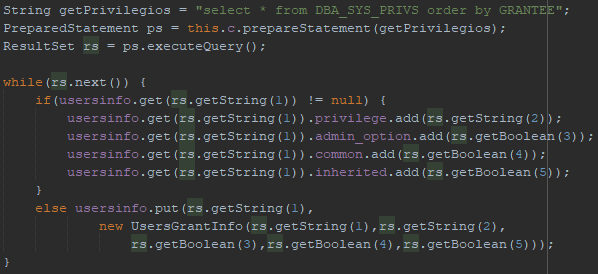 String getPrivilegios = "select * from DBA_SYS_PRIVS order by GRANTEE";
PreparedStatement ps = this.c.prepareStatement(getPrivilegios);
ResultSet rs = ps.executeQuery();
while(rs.next()) {
if(usersinfo.get(rs.getString(1)) != null) {
usersinfo.get(rs.getString(1)).privilege.add(rs.getString(2));
usersinfo.get(rs.getString(1)).admin_option.add(rs.getBoolean(3));
usersinfo.get(rs.getString(1)).common.add(rs.getBoolean(4));
usersinfo.get(rs.getString(1)).inherited.add(rs.getBoolean(5));
}
else usersinfo.put(rs.getString(1),
new UsersGrantInfo(rs.getString(1),rs.getString(2),
rs.getBoolean(3),rs.getBoolean(4),rs.getBoolean(5)));
}